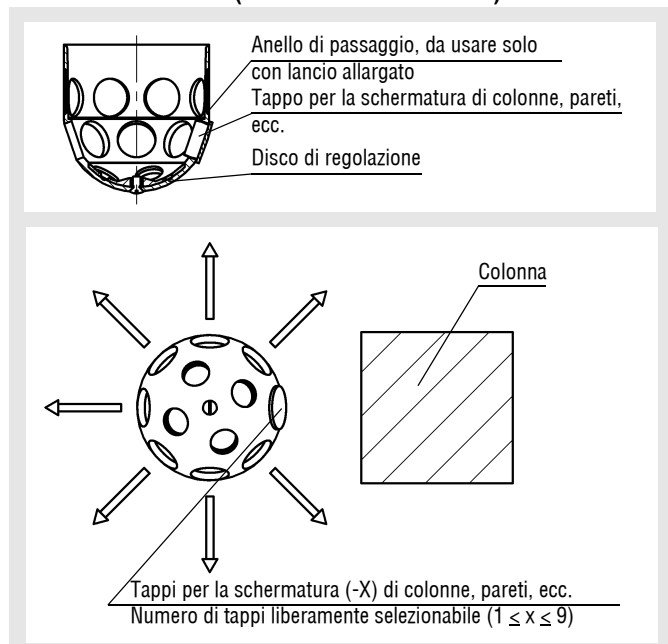 Anello di passaggio, da usare solo
con lancio allargato
Tappo per la schermatura di colonne, pareti,
ecc.
Disco di regolazione
Colonna
Tappi per la schermatura (-X) di colonne, pareti, ecc.
Numero di tappi liberamente selezionabile (1 ≤ x ≤ 9)